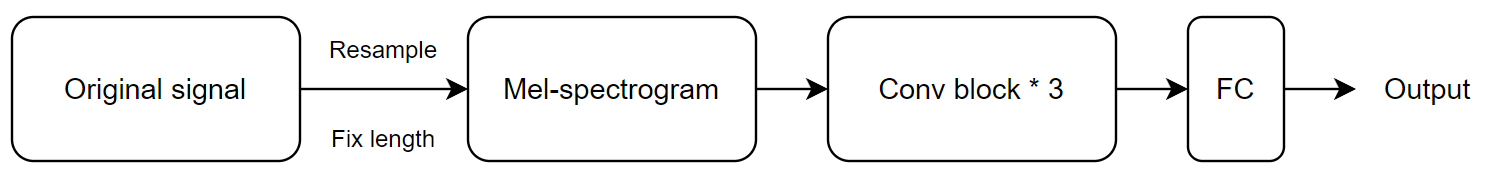 Original signal
Resample
Fix length
Mel-spectrogram
Conv block * 3
FC
Output